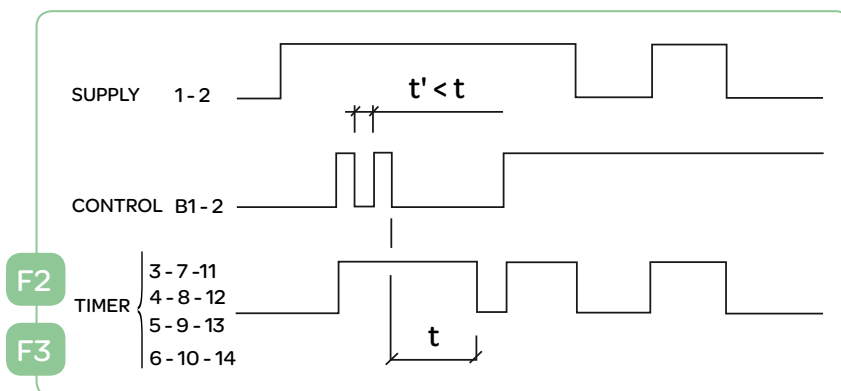 t' < t
SUPPLY 1-2
CONTROL B1-2
F2
F3
TIMER
3-7-11
4-8-12
5-9-13
6-10-14
t